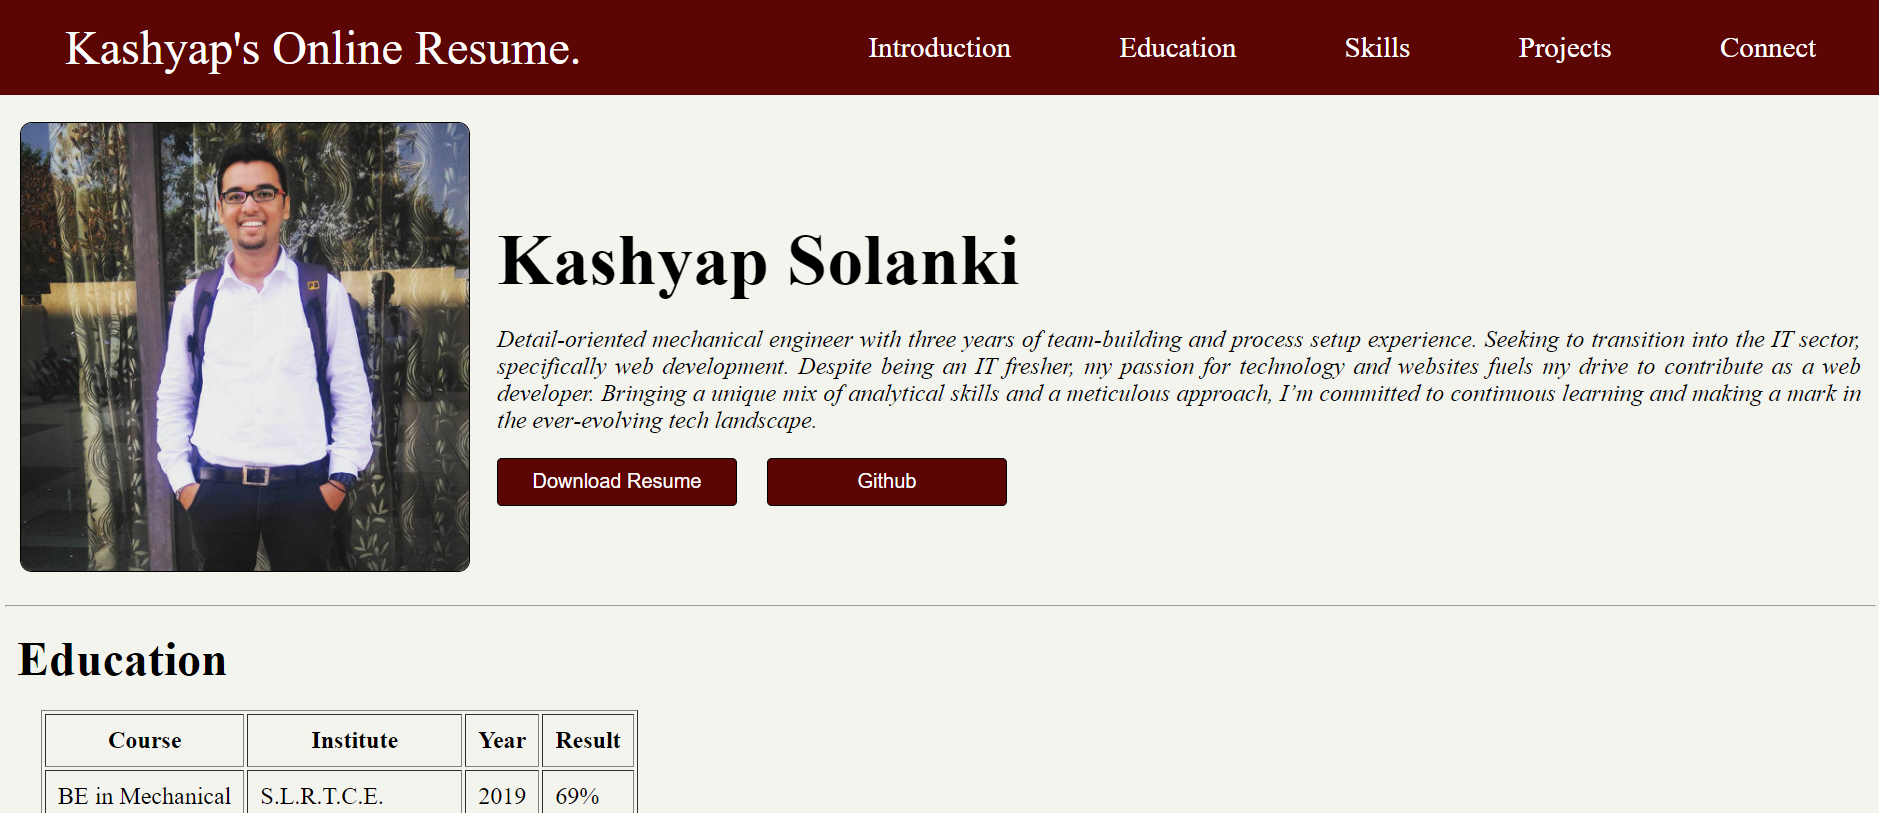 Kashyap's Online Resume.
Introduction Education Skills Projects Connect
Kashyap Solanki
Detail-oriented mechanical engineer with three years of team-building and process setup experience. Seeking to transition into the IT sector,
specifically web development. Despite being an IT fresher, my passion for technology and websites fuels my drive to contribute as a web
developer. Bringing a unique mix of analytical skills and a meticulous approach, I’m committed to continuous learning and making a mark in
the ever-evolving tech landscape.
Download Resume Github
Education
Course Institute Year Result
BE in Mechanical S.L.R.T.C.E. 2019 69%